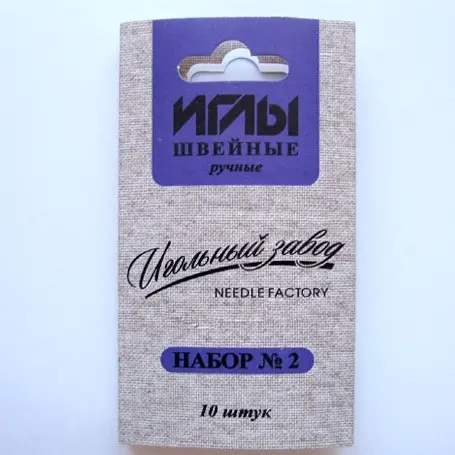 ИГЛЫ
ШВЕЙНЫЕ
ручные
Игольный завод
NEEDLE FACTORY
НАБОР № 2
10 штук